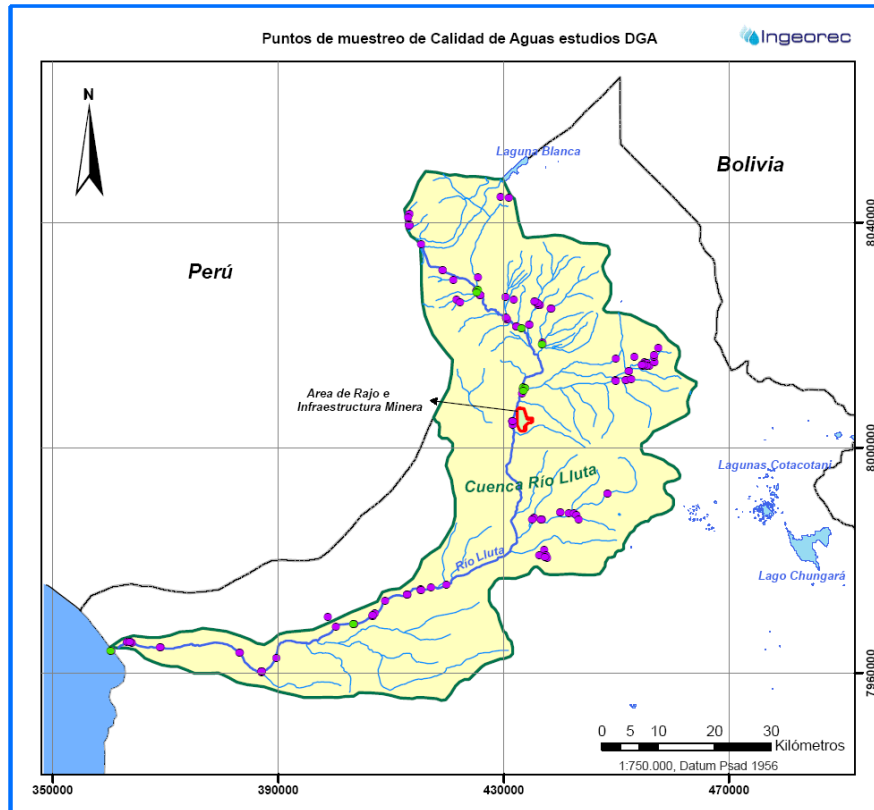 Puntos de muestreo de Calidad de Aguas estudios DGA
Ingeorec
N
Laguna Blanca
Bolivia
Perú
8040000
Area de Rajo e
Infraestructura Minera
8000000
Cuenca Río Lluta
Lagunas Cotacotani
Río Lluta
Lago Chungará
7960000
0 5 10 20 30
Kilómetros
1:750.000, Datum Psad 1956
350000 390000 430000 470000